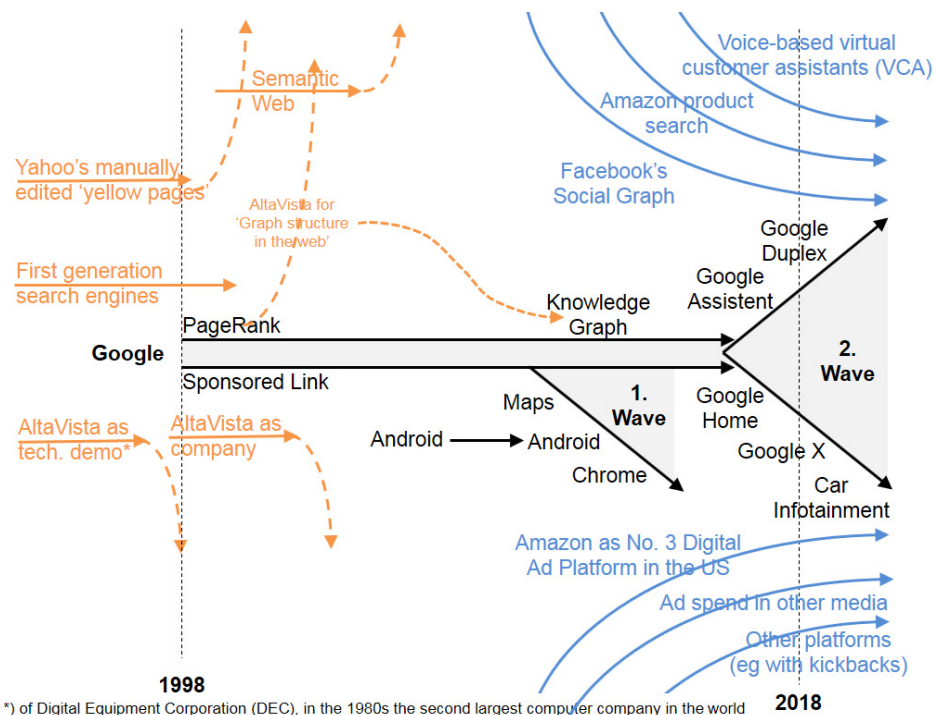 Voice-based virtual
customer assistants (VCA)
Semantic
Web
Amazon product
search
Yahoo's manually
edited 'yellow pages'
Facebook's
Social Graph
AltaVista for
'Graph structure
in the web'
Google
Duplex
First generation
search engines
Google
Assistent
Knowledge
Graph
PageRank
Google
Sponsored Link
1.
Wave
2.
Wave
Maps
Google
Home
AltaVista as
tech. demo*
AltaVista as
company
Android
Android
Chrome
Google X
Car
Infotainment
Amazon as No. 3 Digital
Ad Platform in the US
Ad spend in other media
Other platforms
(eg with kickbacks)
1998
2018
*) of Digital Equipment Corporation (DEC), in the 1980s the second largest computer company in the world